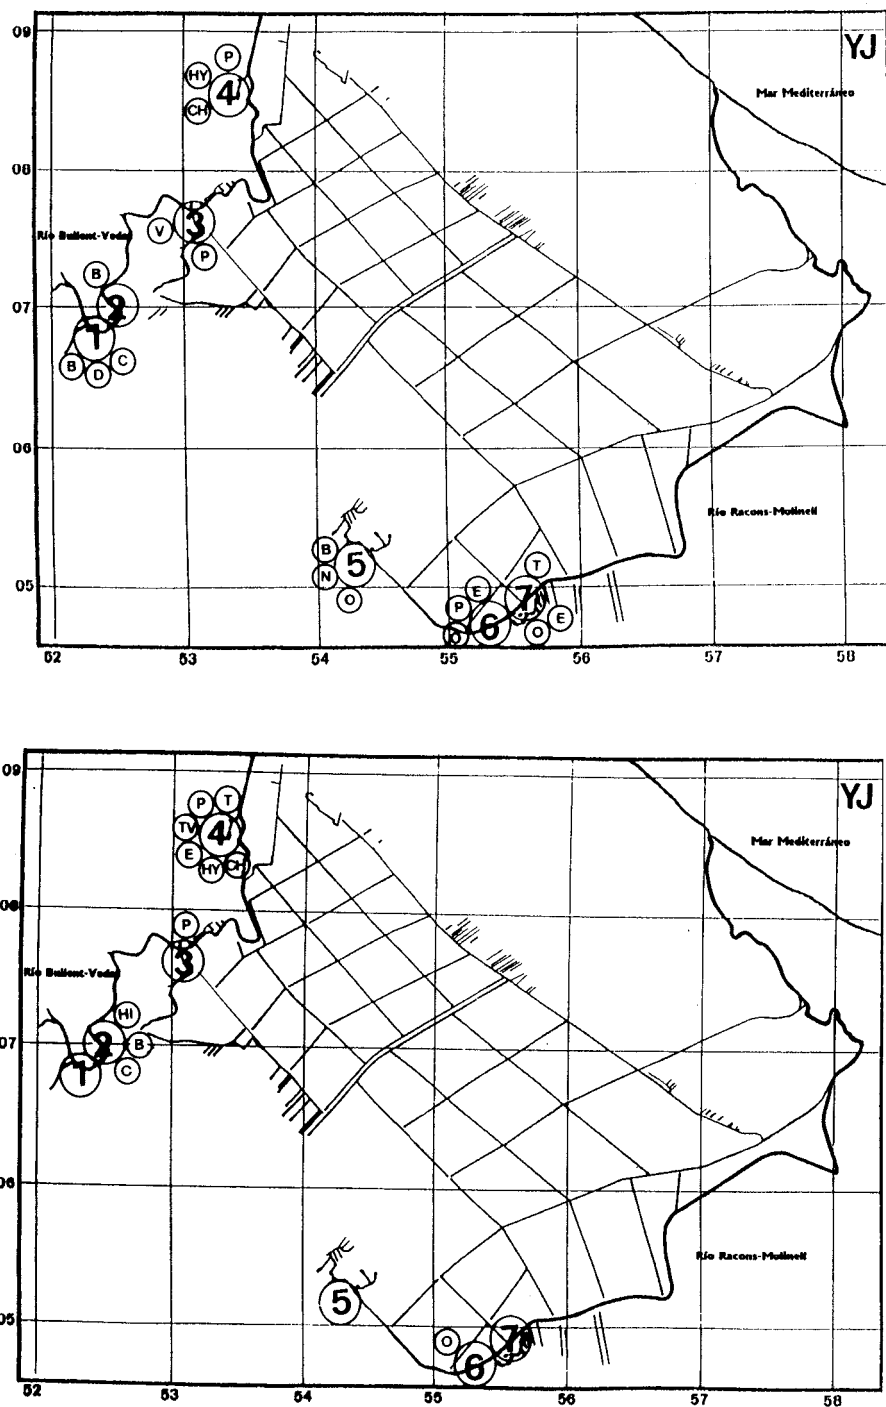 09
YJ
P
HY
4
CH
Mar Mediterráneo
08
3
V
P
Río Bullent-Vedat
B
2
07
1
B
D
C
06
Río Racons-Molinell
B
5
N
O
T
05
E
7
P
6
E
O
O
52
53
54
55
56
57
58
09
YJ
P
T
TV
4
E
HY
CH
Mar Mediterráneo
08
P
3
Río Bullent-Vedat
HI
07
2
B
C
1
06
Río Racons-Molinell
5
05
O
7
6
52
53
54
55
56
57
58